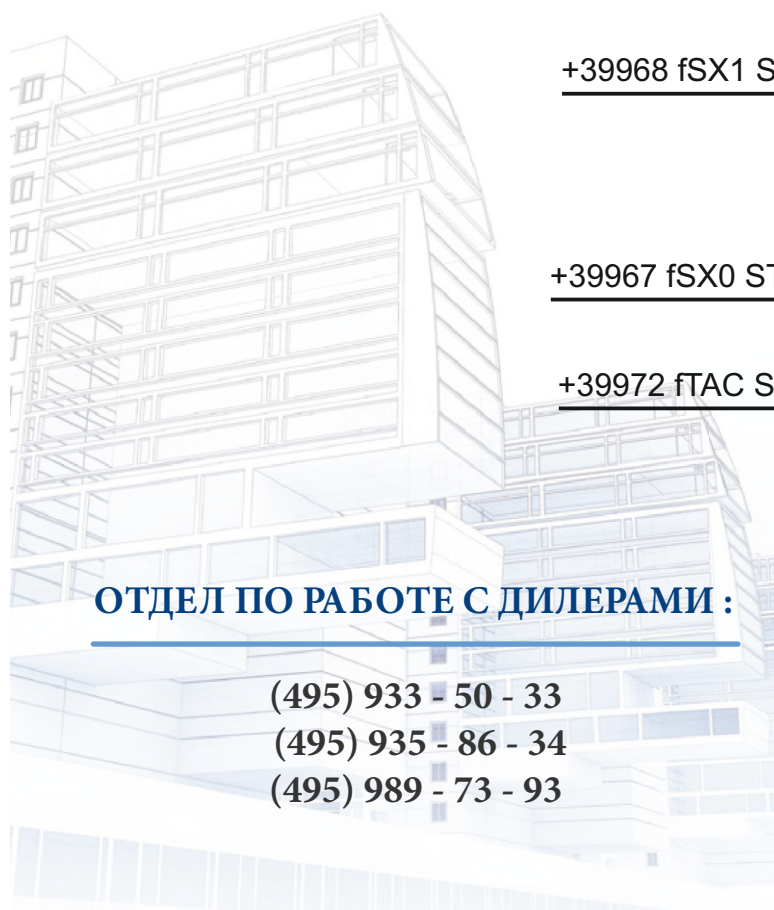 +39968 fSX1 S
+39967 fSX0 ST
+39972 fTAC S
ОТДЕЛ ПО РАБОТЕ С ДИЛЕРАМИ :
(495) 933 - 50 - 33
(495) 935 - 86 - 34
(495) 989 - 73 - 93